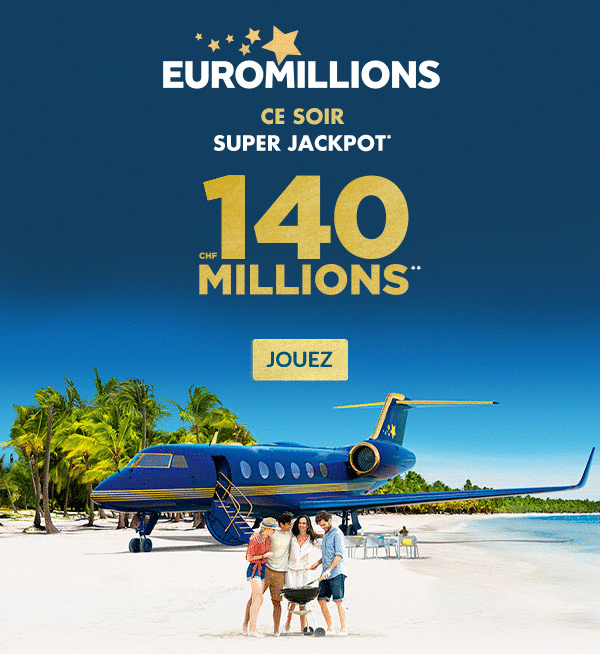 EUROMILLIONS
CE SOIR
SUPER JACKPOT*
CHF 140
MILLIONS**
JOUEZ